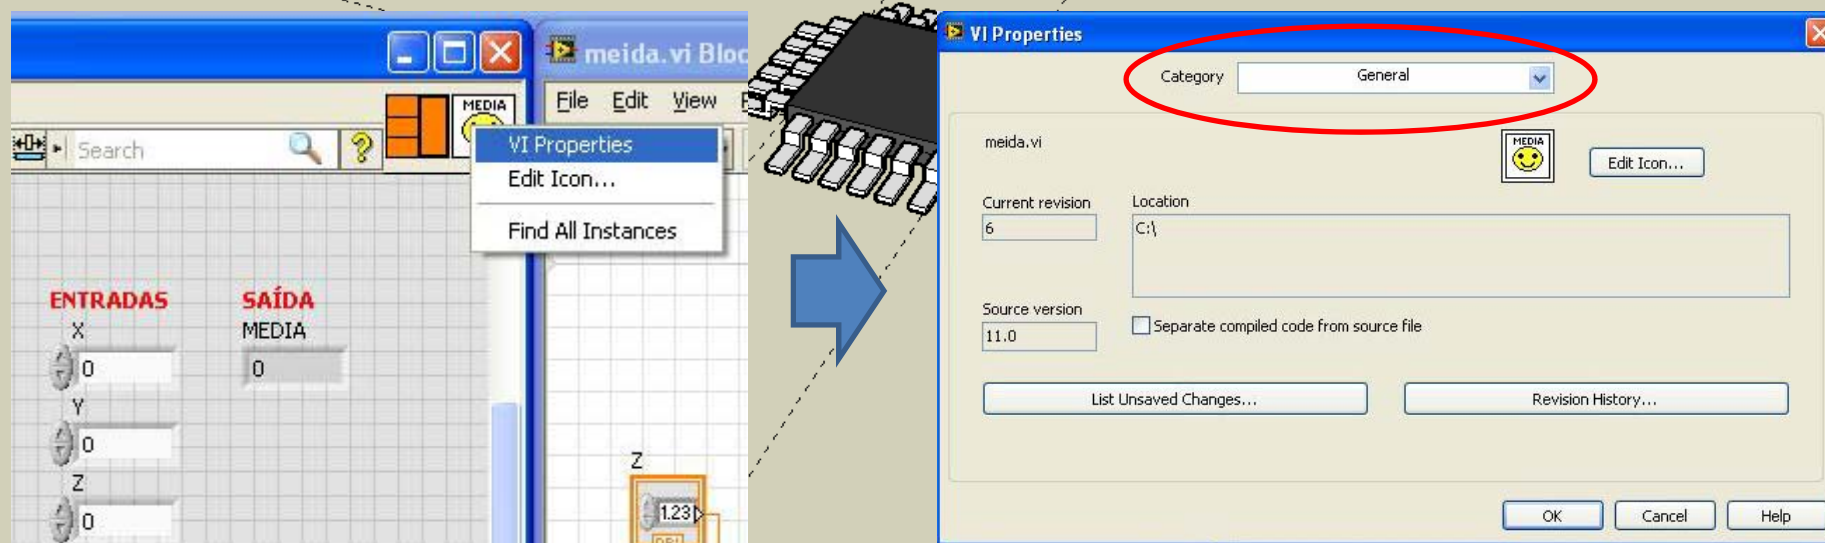 MEDIA
Search
VI Properties
Edit Icon...
Find All Instances
ENTRADAS
SAÍDA
X
MEDIA
0
0
Y
0
Z
0
meida.vi Bloc
File Edit View
Z
1.23
VI Properties
Category General
meida.vi
MEDIA
Edit Icon...
Current revision
6
Location
C:\
Source version
11.0
Separate compiled code from source file
List Unsaved Changes...
Revision History...
OK
Cancel
Help